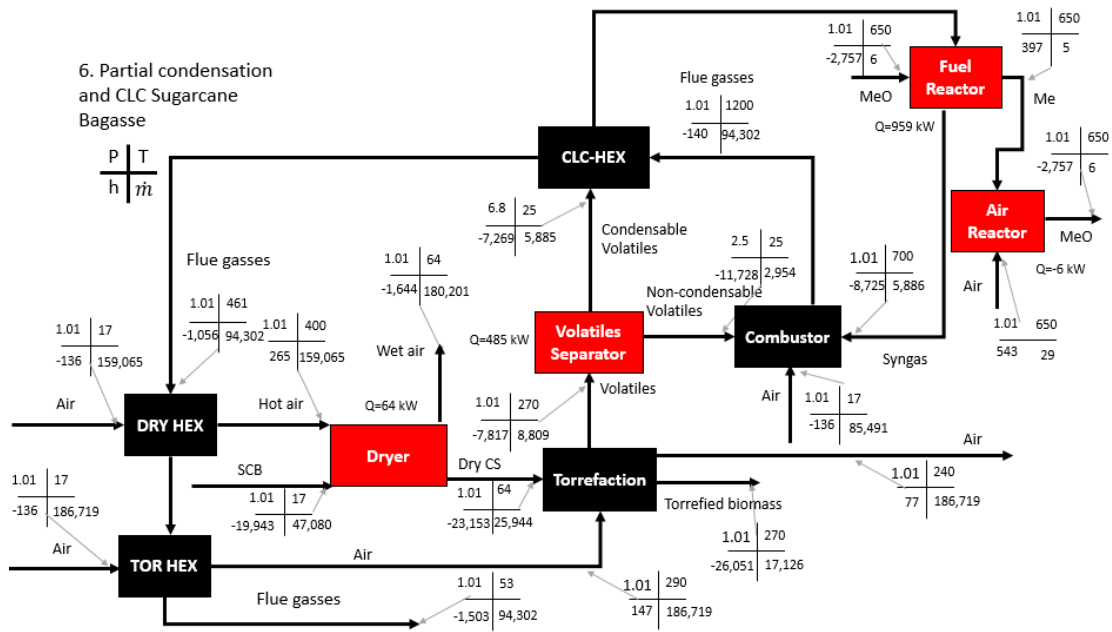 6. Partial condensation
and CLC Sugarcane
Bagasse
P T
h ṁ
1.01 650
-2,757 6
MeO
Fuel
Reactor
1.01 650
397 5
Me
Q=959 kW
Flue gasses
1.01 1200
-140 94,302
CLC-HEX
1.01 650
-2,757 6
Air
Reactor
MeO
Q=-6 kW
Air
1.01 650
543 29
6.8 25
-7,269 5,885
Condensable
Volatiles
2.5 25
-11,728 2,954
Non-condensable
Volatiles
1.01 700
-8,725 5,886
Combustor
Syngas
Volatiles
Separator
Q=485 kW
Volatiles
1.01 64
-1,644 180,201
Wet air
Flue gasses
1.01 461
-1,056 94,302
1.01 400
265 159,065
1.01 17
-136 159,065
Air
DRY HEX
Hot air
Q=64 kW
Dryer
1.01 270
-7,817 8,809
Air
1.01 17
-136 85,491
Air
1.01 240
77 186,719
SCB
1.01 17
-19,943 47,080
Dry CS
1.01 64
-23,153 25,944
Torrefaction
Torrefied biomass
1.01 270
-26,051 17,126
1.01 17
-136 186,719
Air
TOR HEX
Air
1.01 290
147 186,719
Flue gasses
1.01 53
-1,503 94,302